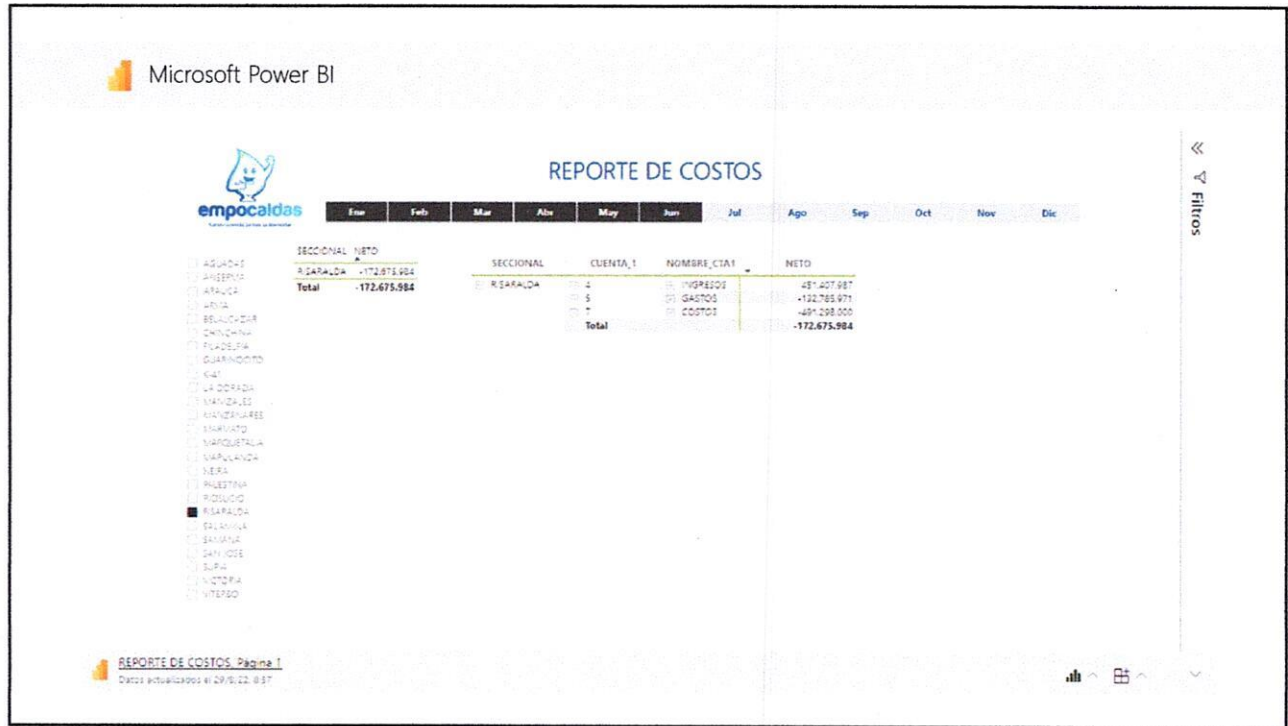 Microsoft Power BI
REPORTE DE COSTOS
empocaldas
Ene Feb Mar Abr May Jun Jul Ago Sep Oct Nov Dic
Filtros
SECCIONAL NETO
RISARALDA -172.675.984
Total -172.675.984
SECCIONAL CUENTA_1 NOMBRE_CTA1 NETO
RISARALDA 4 INGRESOS 451.407.987
5 GASTOS -132.785.971
7 COSTOS -491.298.000
Total -172.675.984
AGUADAS
ANSERMA
ARAUCA
ARMA
BELALCAZAR
CHINCHINA
FILADELFIA
GUARINOCITO
K-41
LA DORADA
MANIZALES
MANZANARES
MARMATO
MARQUETALIA
MARULANDA
NEIRA
PALESTINA
RIOSUCIO
RISARALDA
SALAMINA
SAMANA
SAN JOSE
SUPIA
VICTORIA
VITERBO
REPORTE DE COSTOS, Página 1
Datos actualizados el